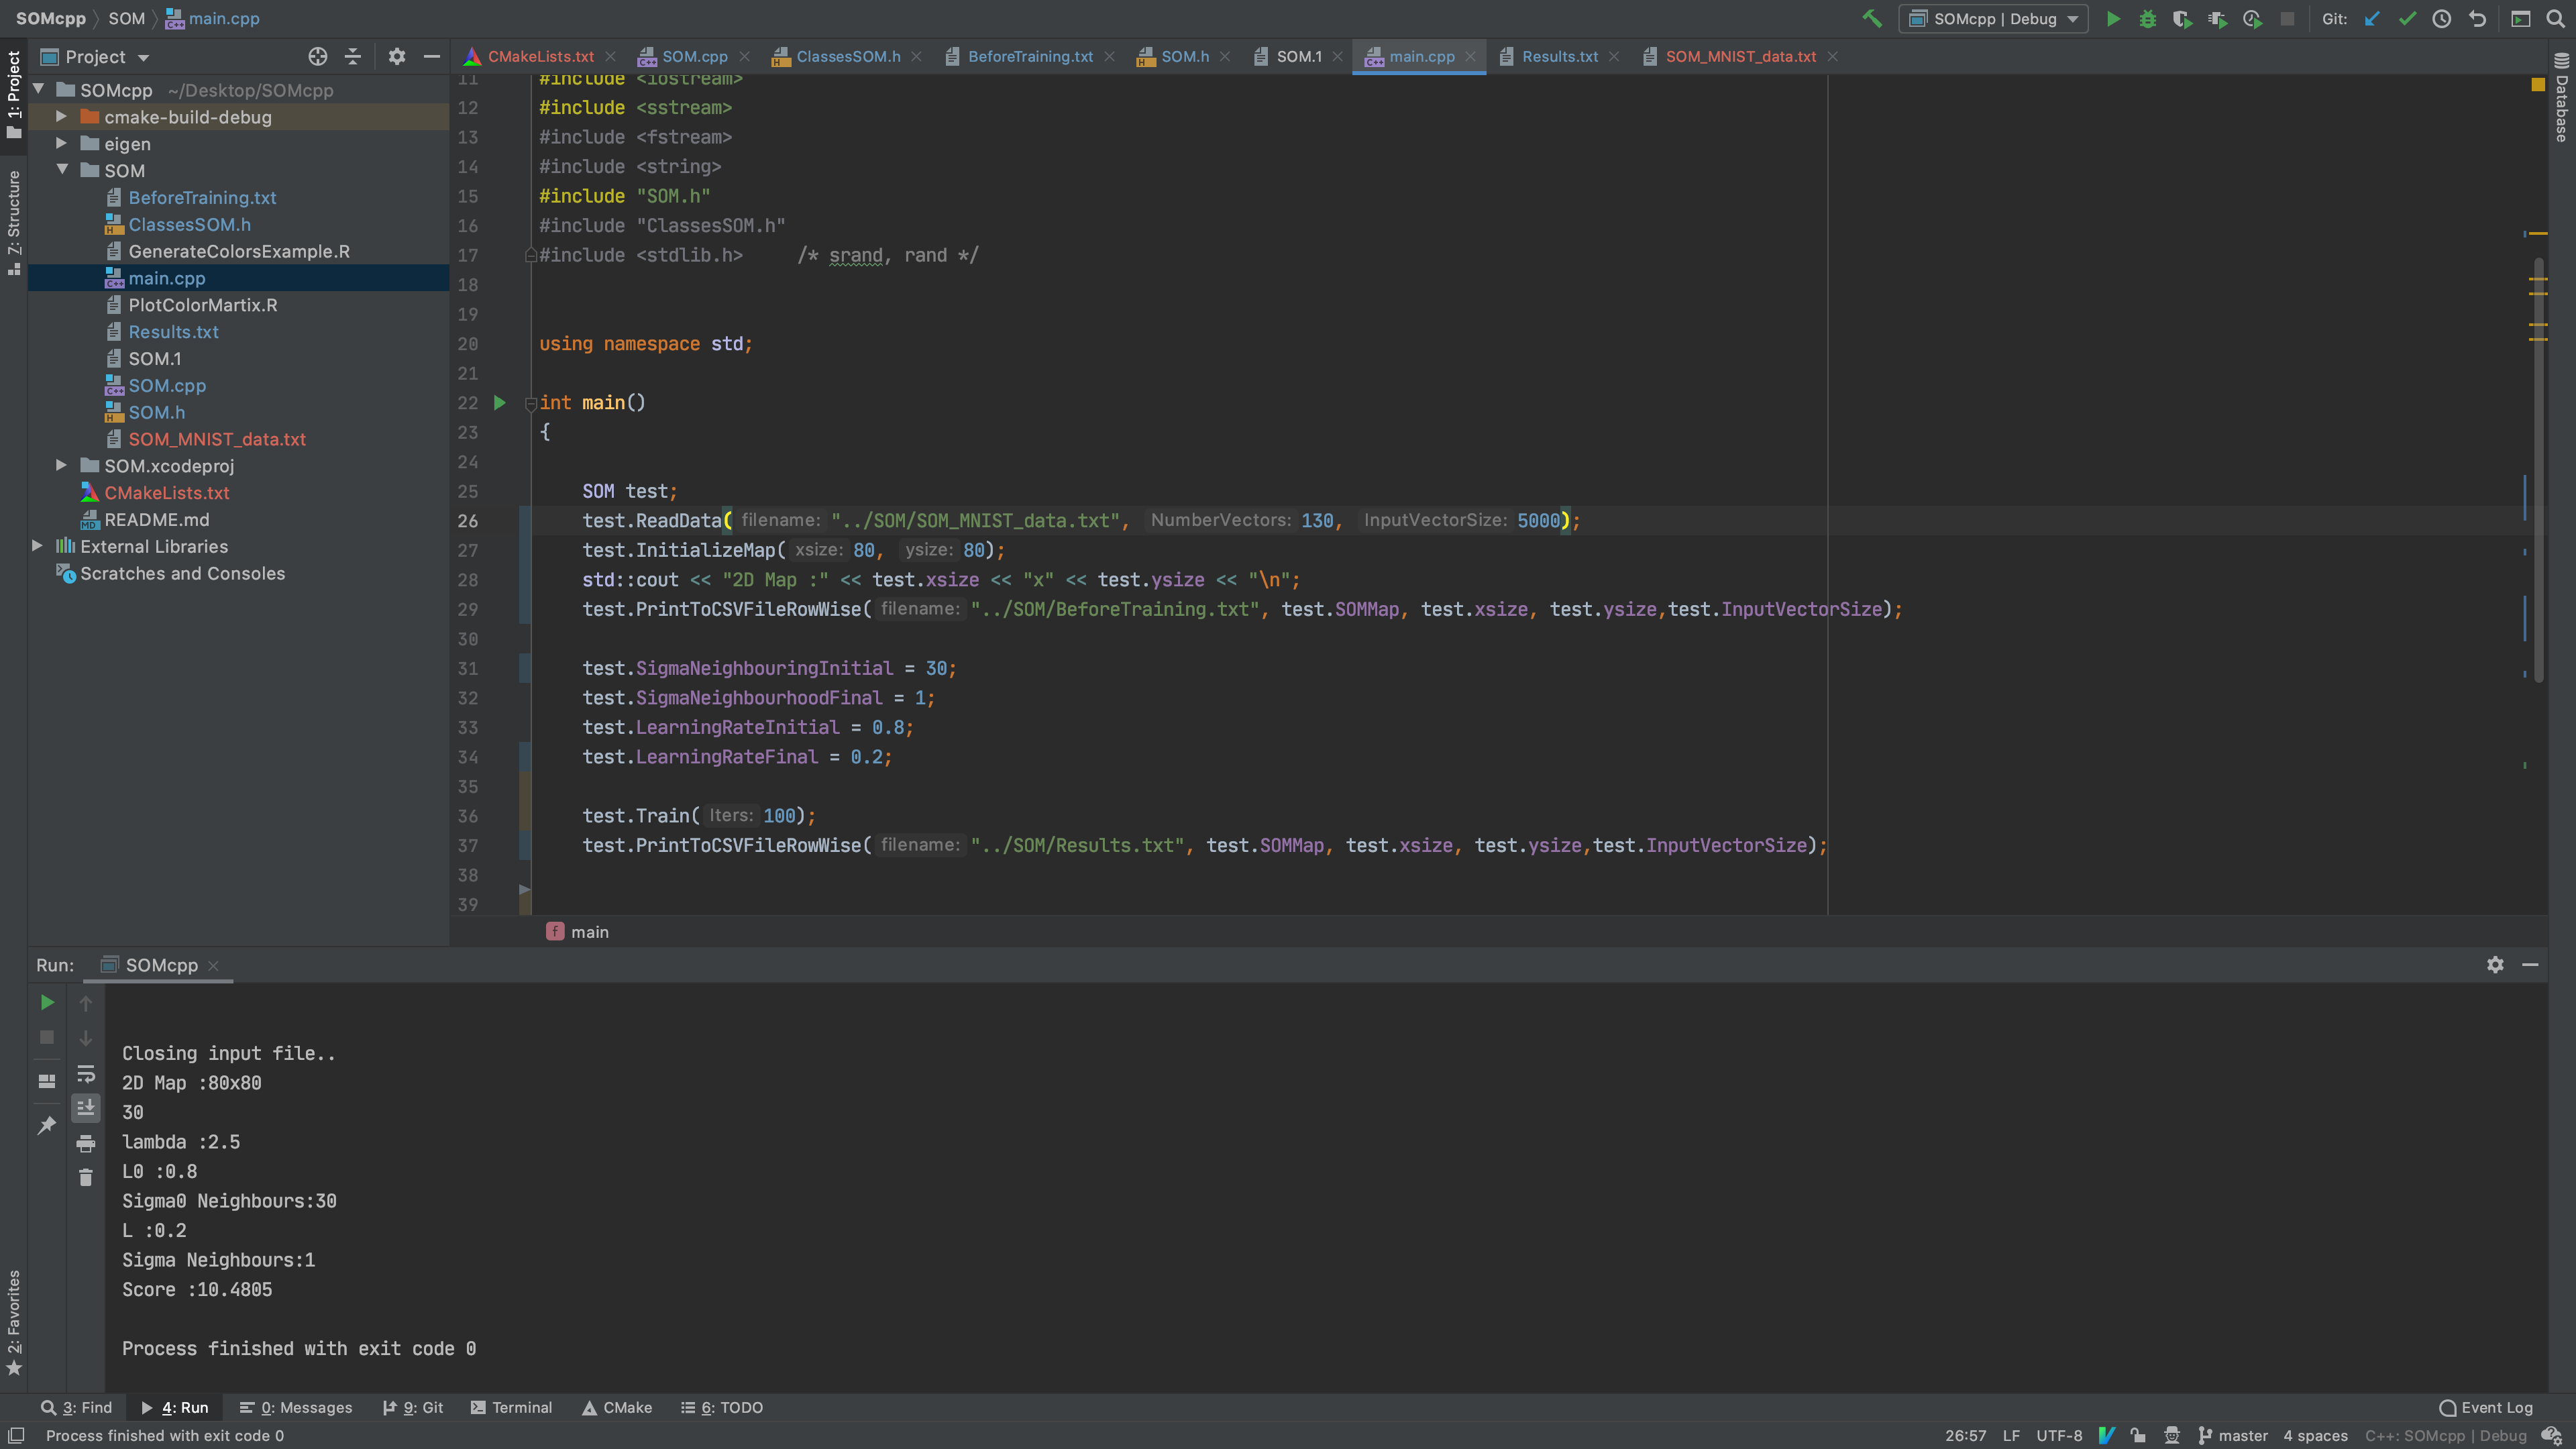 SOMcpp SOM main.cpp SOMcpp | Debug Git:
1: Project
Z: Structure
2: Favorites
Database
Project
CMakeLists.txt SOM.cpp ClassesSOM.h BeforeTraining.txt SOM.h SOM.1 main.cpp Results.txt SOM_MNIST_data.txt
SOMcpp ~/Desktop/SOMcpp
cmake-build-debug
eigen
SOM
BeforeTraining.txt
ClassesSOM.h
GenerateColorsExample.R
main.cpp
PlotColorMartix.R
Results.txt
SOM.1
SOM.cpp
SOM.h
SOM_MNIST_data.txt
SOM.xcodeproj
CMakeLists.txt
README.md
External Libraries
Scratches and Consoles
11 #include <iostream>
12 #include <sstream>
13 #include <fstream>
14 #include <string>
15 #include "SOM.h"
16 #include "ClassesSOM.h"
17 #include <stdlib.h> /* srand, rand */
18
19
20 using namespace std;
21
22 int main()
23 {
24
25 SOM test;
26 test.ReadData( filename: "../SOM/SOM_MNIST_data.txt", NumberVectors: 130, InputVectorSize: 5000);
27 test.InitializeMap( xsize: 80, ysize: 80);
28 std::cout << "2D Map :" << test.xsize << "x" << test.ysize << "\n";
29 test.PrintToCSVFileRowWise( filename: "../SOM/BeforeTraining.txt", test.SOMMap, test.xsize, test.ysize,test.InputVectorSize);
30
31 test.SigmaNeighbouringInitial = 30;
32 test.SigmaNeighbourhoodFinal = 1;
33 test.LearningRateInitial = 0.8;
34 test.LearningRateFinal = 0.2;
35
36 test.Train( Iters: 100);
37 test.PrintToCSVFileRowWise( filename: "../SOM/Results.txt", test.SOMMap, test.xsize, test.ysize,test.InputVectorSize);
38
39
f main
Run: SOMcpp
Closing input file..
2D Map :80x80
30
lambda :2.5
L0 :0.8
Sigma0 Neighbours:30
L :0.2
Sigma Neighbours:1
Score :10.4805
Process finished with exit code 0
3: Find 4: Run 0: Messages 9: Git Terminal CMake 6: TODO Event Log
Process finished with exit code 0 26:57 LF UTF-8 master 4 spaces C++: SOMcpp | Debug